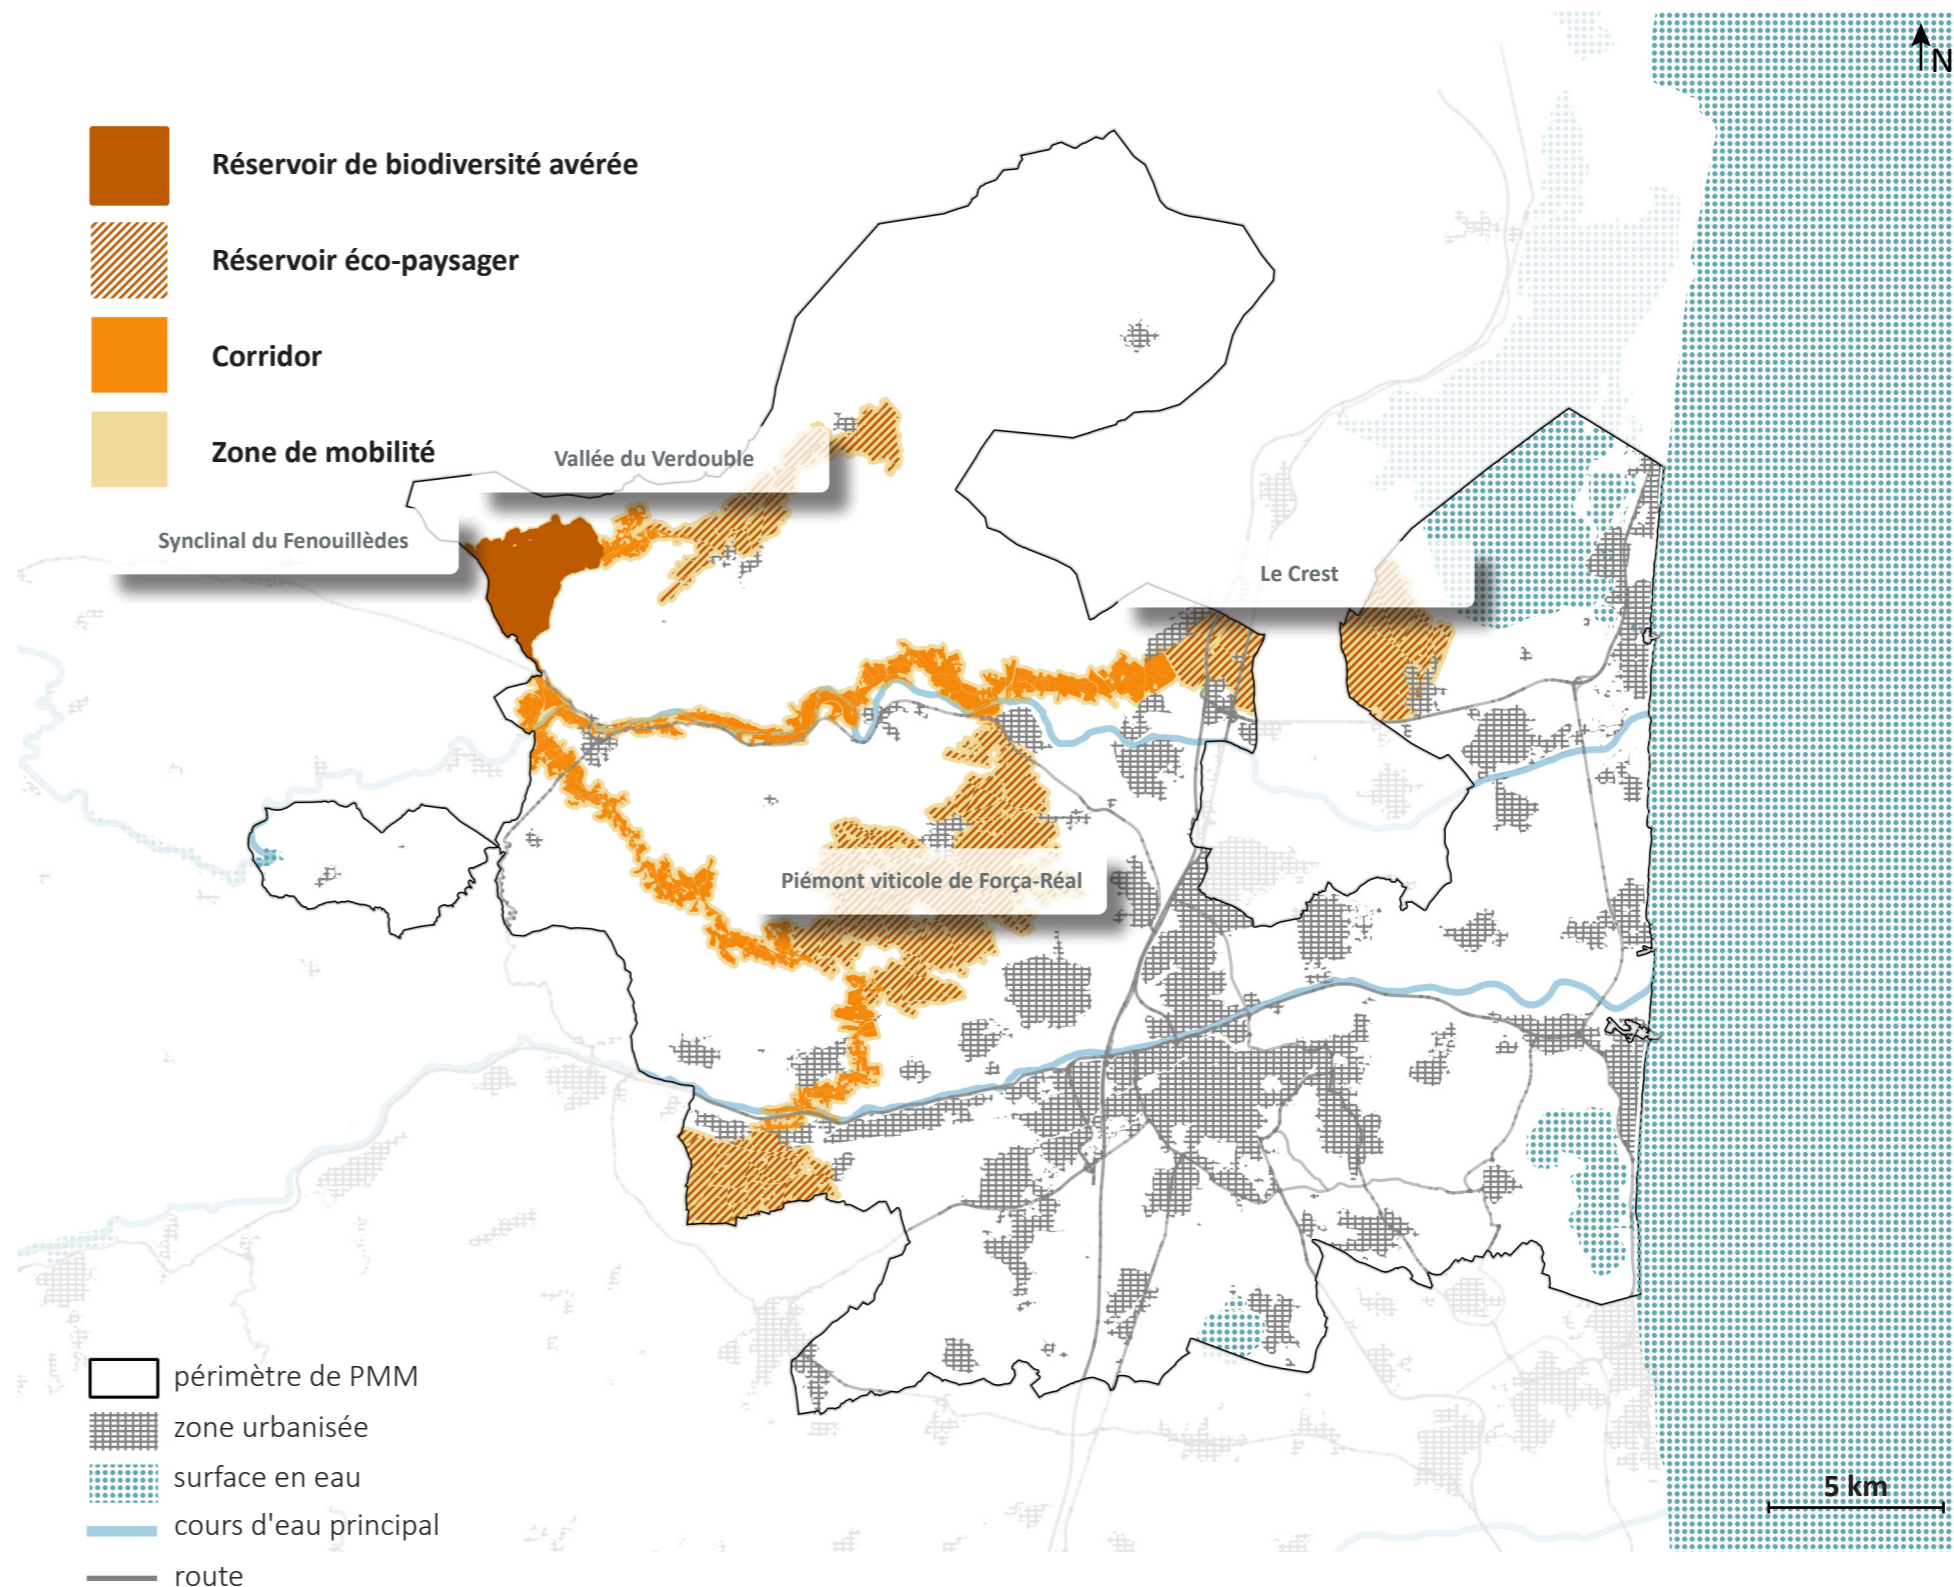 N
Réservoir de biodiversité avérée
Réservoir éco-paysager
Corridor
Zone de mobilité
Vallée du Verdouble
Synclinal du Fenouillèdes
Le Crest
Piémont viticole de Força-Réal
périmètre de PMM
zone urbanisée
surface en eau
cours d'eau principal
route
5 km